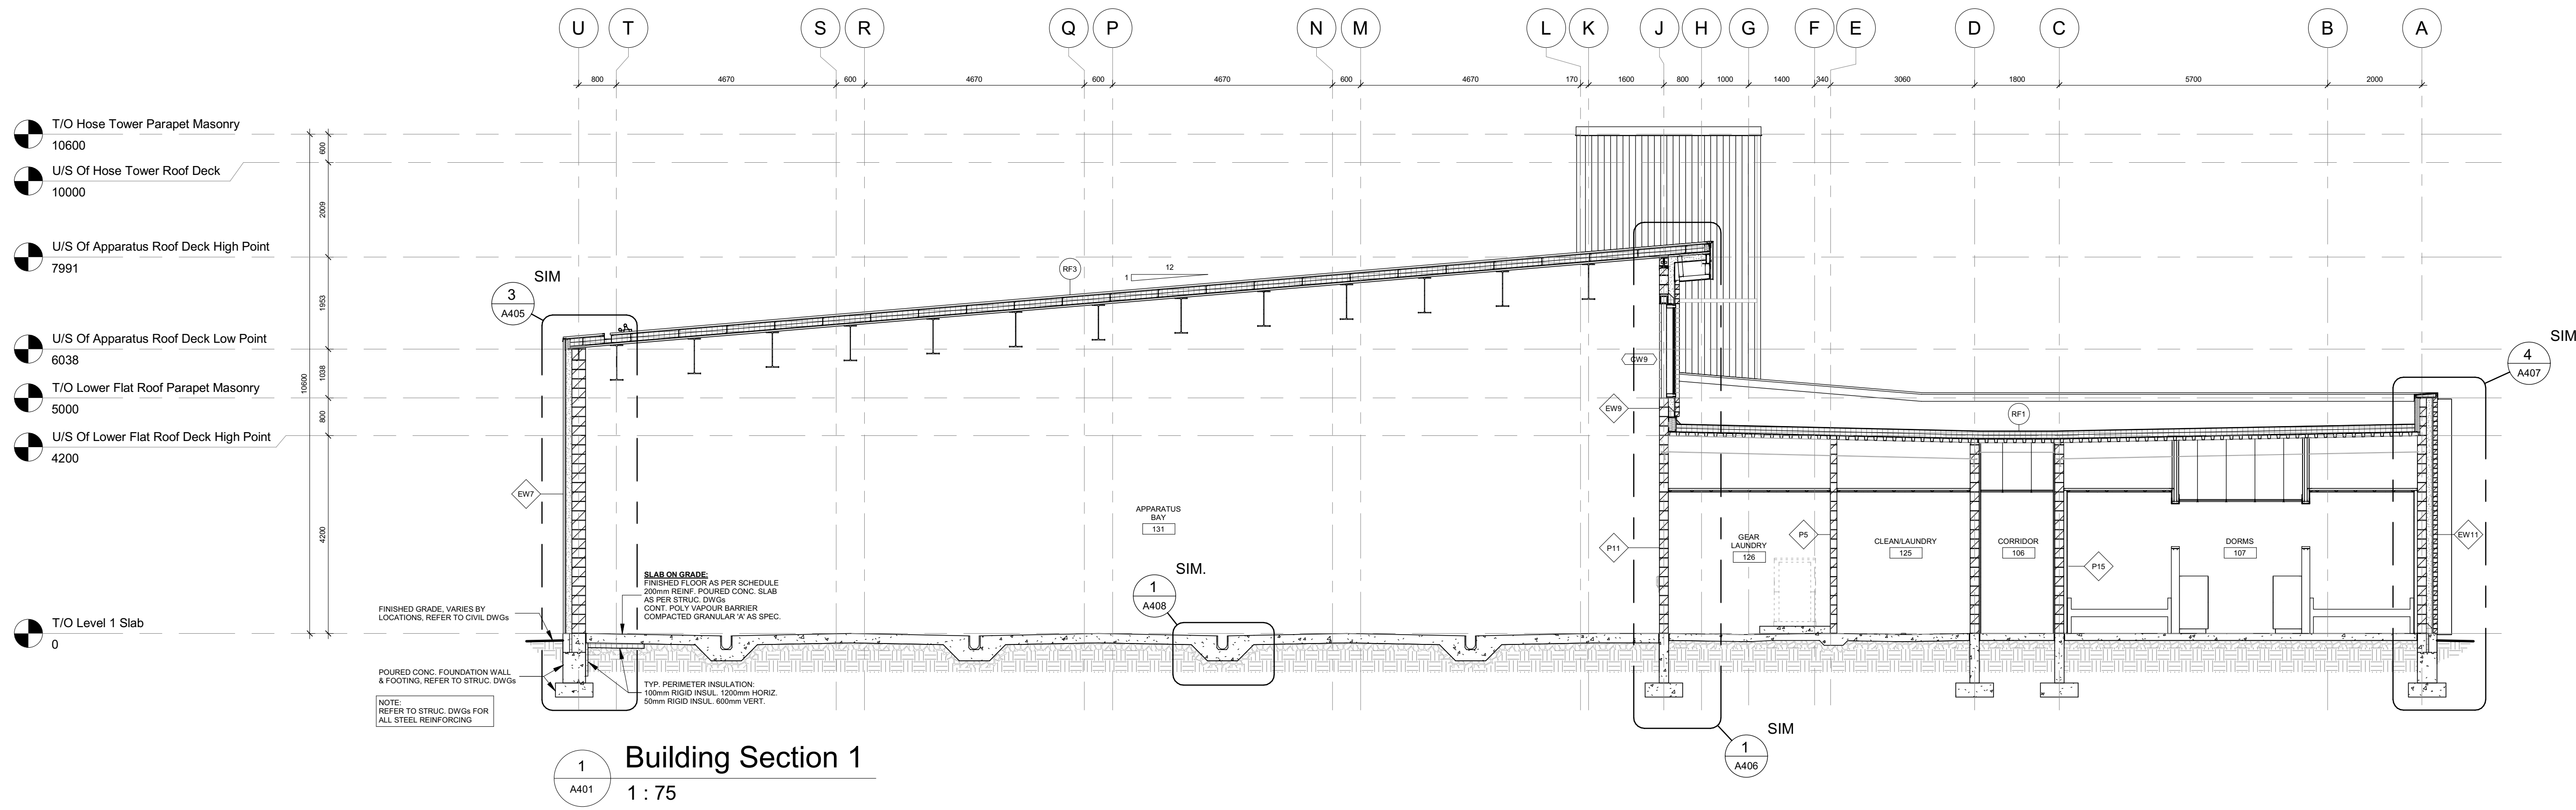 U T S R Q P N M L K J H G F E D C B A
800 4670 600 4670 600 4670 600 4670 170 1600 800 1000 1400 340 3060 1800 5700 2000
T/O Hose Tower Parapet Masonry
10600
U/S Of Hose Tower Roof Deck
10000
U/S Of Apparatus Roof Deck High Point
7991
U/S Of Apparatus Roof Deck Low Point
6038
T/O Lower Flat Roof Parapet Masonry
5000
U/S Of Lower Flat Roof Deck High Point
4200
T/O Level 1 Slab
0
10600
600
2009
1953
1038
800
4200
SIM
3
A405
RF3
12
1
CW9
EW9
RF1
SIM
4
A407
EW7
APPARATUS
BAY
131
P11
GEAR
LAUNDRY
126
P5
CLEAN/LAUNDRY
125
CORRIDOR
106
P15
DORMS
107
EW11
SLAB ON GRADE:
FINISHED FLOOR AS PER SCHEDULE
200mm REINF. POURED CONC. SLAB
AS PER STRUC. DWGs
CONT. POLY VAPOUR BARRIER
COMPACTED GRANULAR 'A' AS SPEC.
SIM.
1
A408
FINISHED GRADE, VARIES BY
LOCATIONS, REFER TO CIVIL DWGs
POURED CONC. FOUNDATION WALL
& FOOTING, REFER TO STRUC. DWGs
NOTE:
REFER TO STRUC. DWGs FOR
ALL STEEL REINFORCING
TYP. PERIMETER INSULATION:
100mm RIGID INSUL. 1200mm HORIZ.
50mm RIGID INSUL. 600mm VERT.
SIM
1
A406
1
A401
Building Section 1
1 : 75